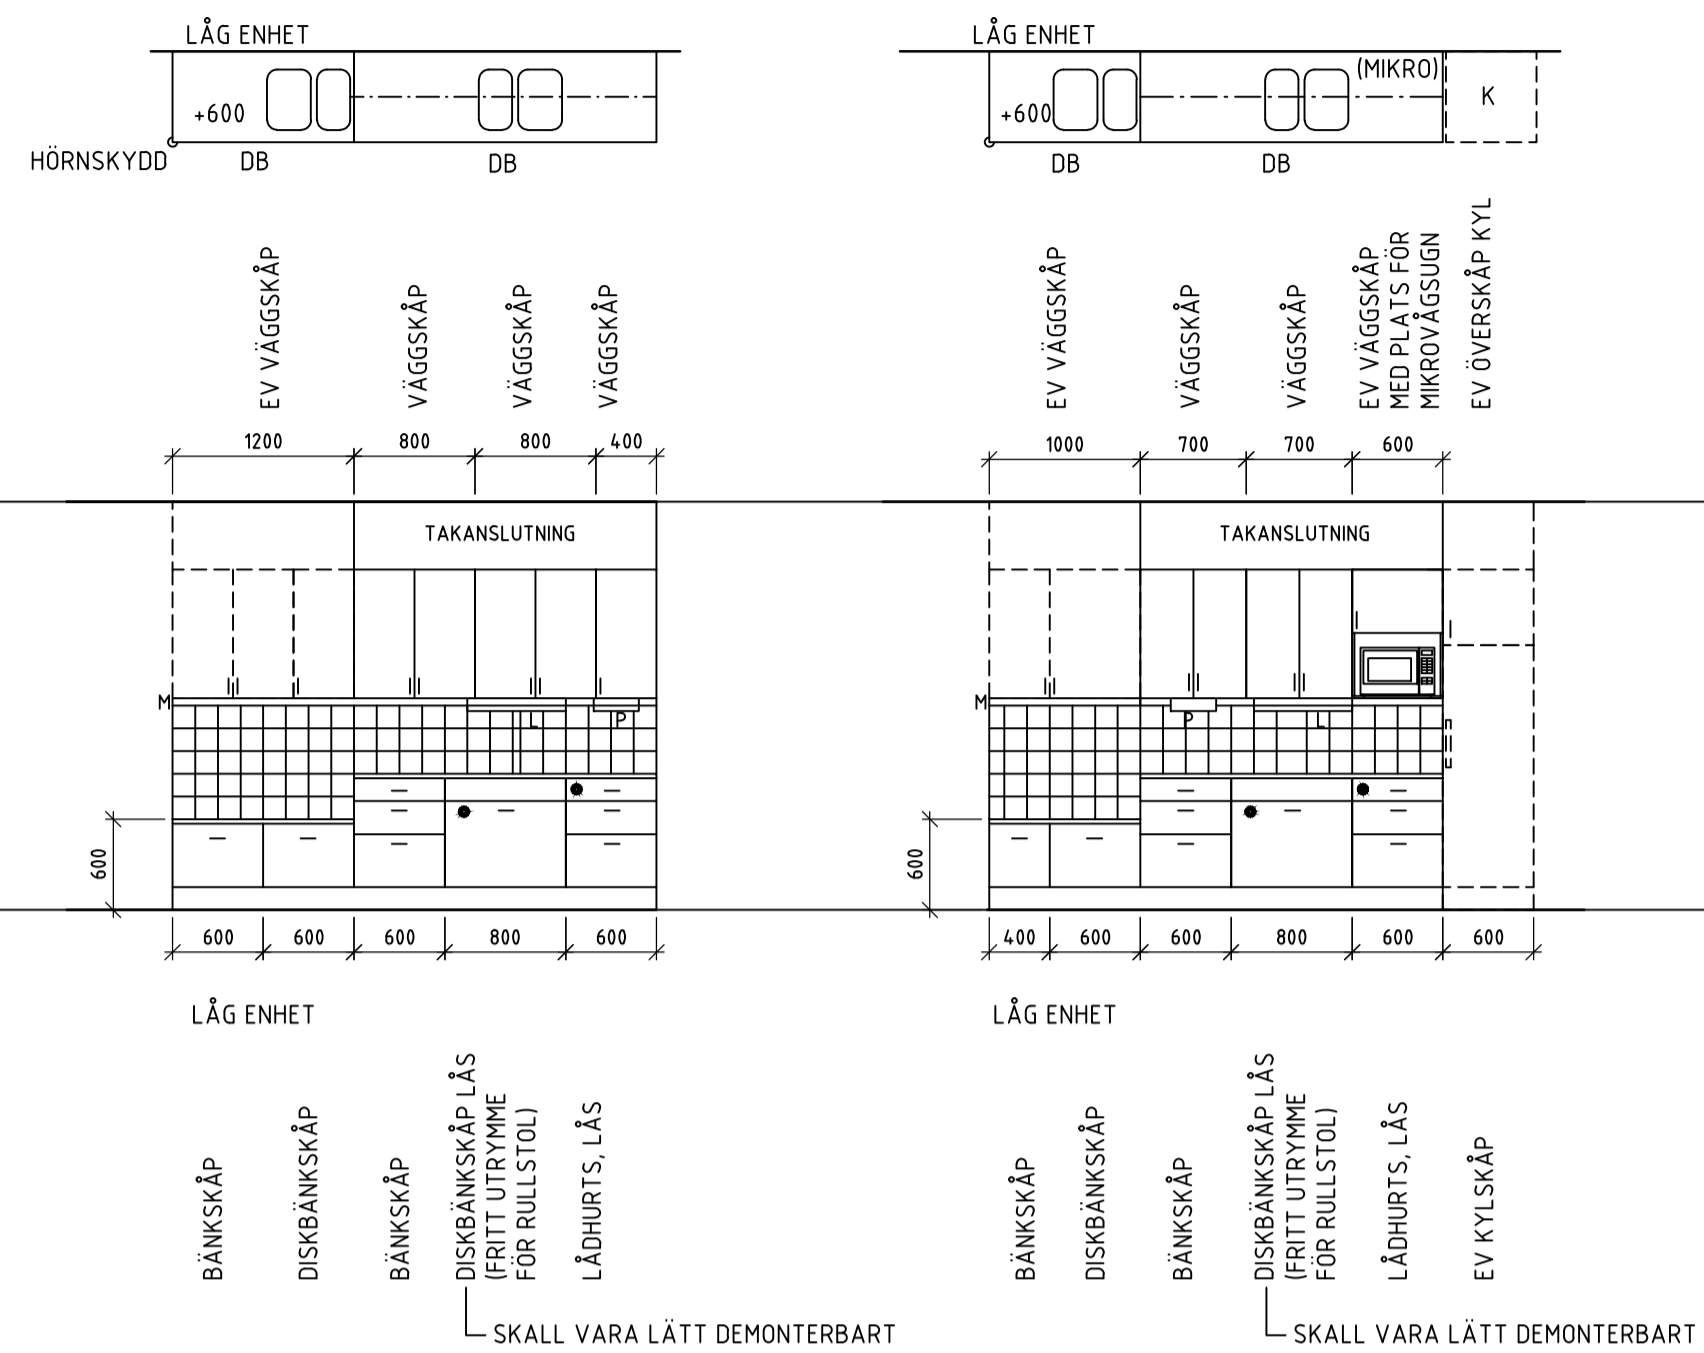 LÅG ENHET
+600
HÖRNSKYDD
DB
DB
EV VÄGGSKÅP
VÄGGSKÅP
VÄGGSKÅP
VÄGGSKÅP
1200
800
800
400
TAKANSLUTNING
M
L
P
600
600
600
600
800
600
LÅG ENHET
BÄNKSKÅP
DISKBÄNKSKÅP
BÄNKSKÅP
DISKBÄNKSKÅP LÅS
(FRITT UTRYMME
FÖR RULLSTOL)
LÅDHURTS, LÅS
SKALL VARA LÄTT DEMONTERBART
LÅG ENHET
(MIKRO)
K
+600
DB
DB
EV VÄGGSKÅP
VÄGGSKÅP
VÄGGSKÅP
EV VÄGGSKÅP
MED PLATS FÖR
MIKROVÅGSUGN
EV ÖVERSKÅP KYL
1000
700
700
600
TAKANSLUTNING
M
P
L
600
400
600
600
800
600
600
LÅG ENHET
BÄNKSKÅP
DISKBÄNKSKÅP
BÄNKSKÅP
DISKBÄNKSKÅP LÅS
(FRITT UTRYMME
FÖR RULLSTOL)
LÅDHURTS, LÅS
EV KYLSKÅP
SKALL VARA LÄTT DEMONTERBART